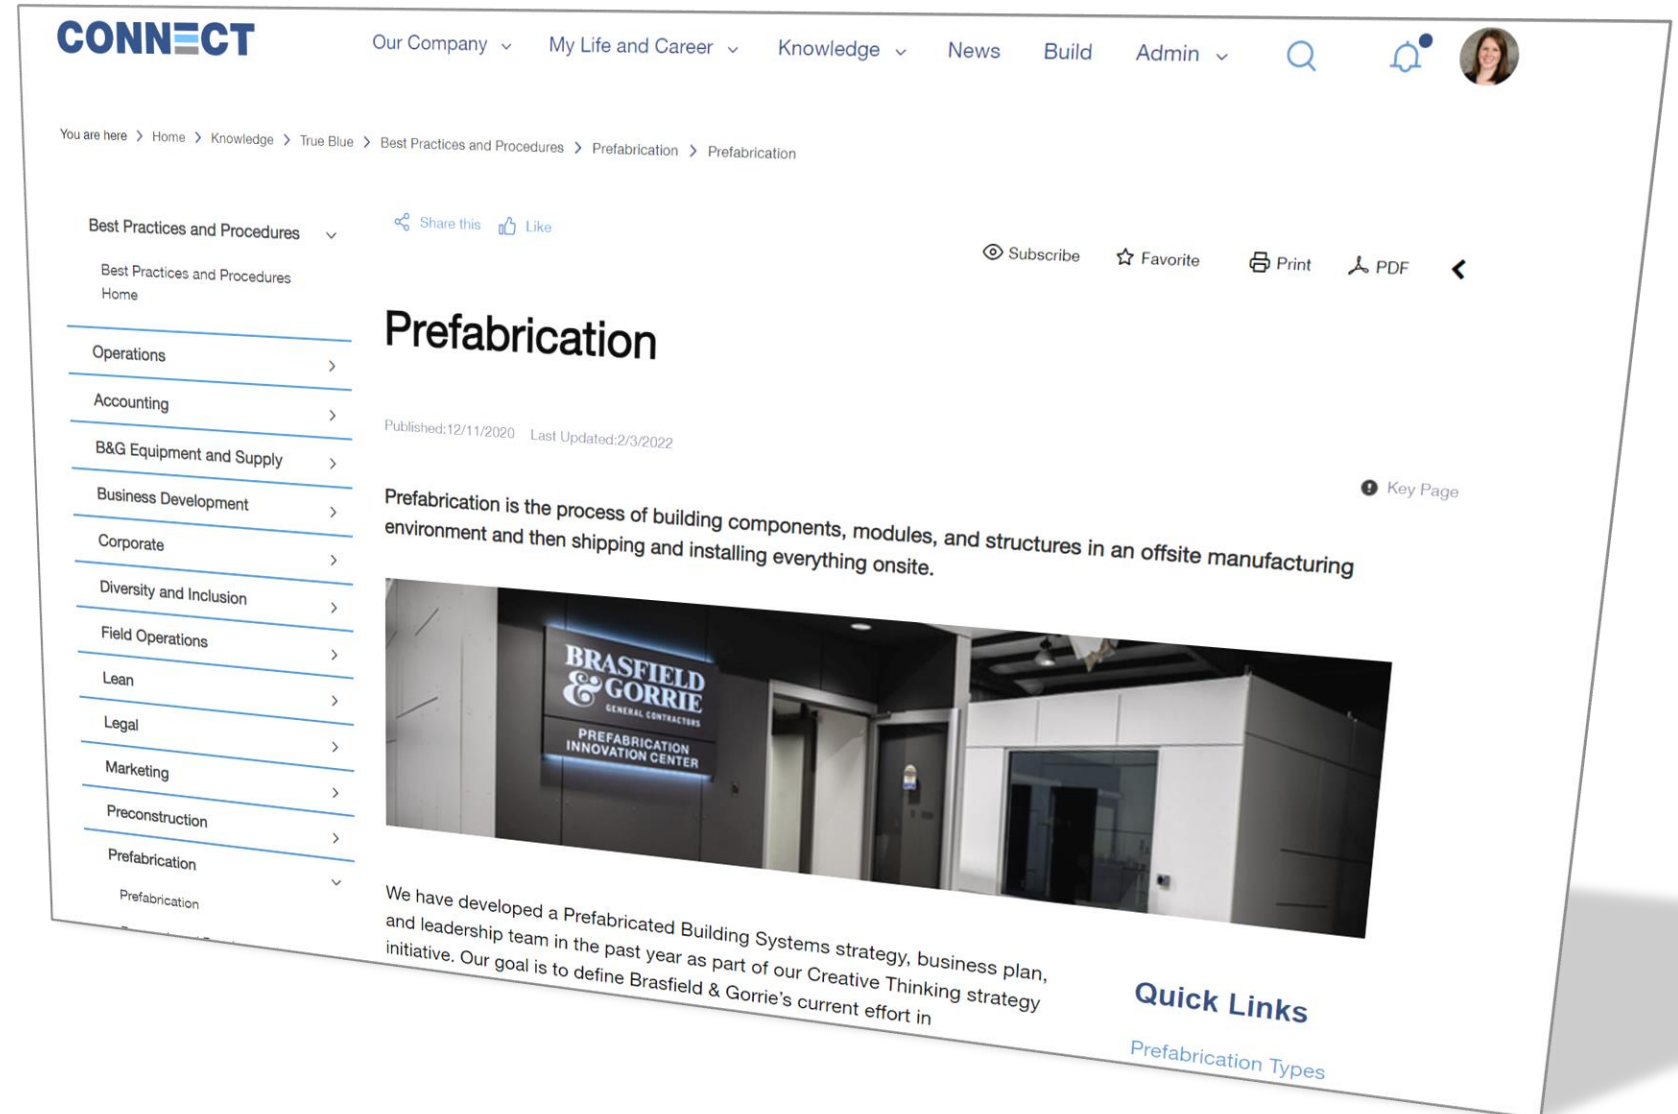 CONNECT
Our Company My Life and Career Knowledge News Build Admin
You are here > Home > Knowledge > True Blue > Best Practices and Procedures > Prefabrication > Prefabrication
Share this Like
Subscribe Favorite Print PDF
Best Practices and Procedures
Best Practices and Procedures
Home
Operations
Accounting
B&G Equipment and Supply
Business Development
Corporate
Diversity and Inclusion
Field Operations
Lean
Legal
Marketing
Preconstruction
Prefabrication
Prefabrication
Prefabrication
Published:12/11/2020 Last Updated:2/3/2022
Key Page
Prefabrication is the process of building components, modules, and structures in an offsite manufacturing
environment and then shipping and installing everything onsite.
BRASFIELD
& GORRIE
GENERAL CONTRACTORS
PREFABRICATION
INNOVATION CENTER
We have developed a Prefabricated Building Systems strategy, business plan,
and leadership team in the past year as part of our Creative Thinking strategy
initiative. Our goal is to define Brasfield & Gorrie's current effort in
Quick Links
Prefabrication Types